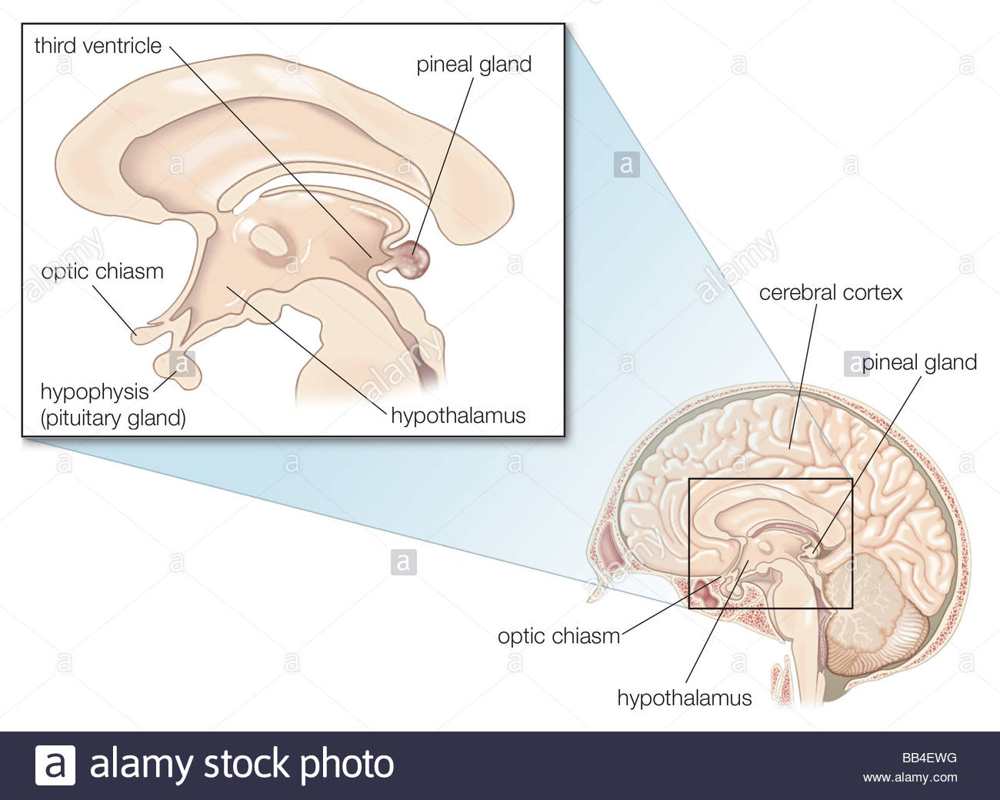 third ventricle
pineal gland
optic chiasm
hypophysis
(pituitary gland)
hypothalamus
cerebral cortex
pineal gland
optic chiasm
hypothalamus
a
alamy
a alamy stock photo
BB4EWG
www.alamy.com